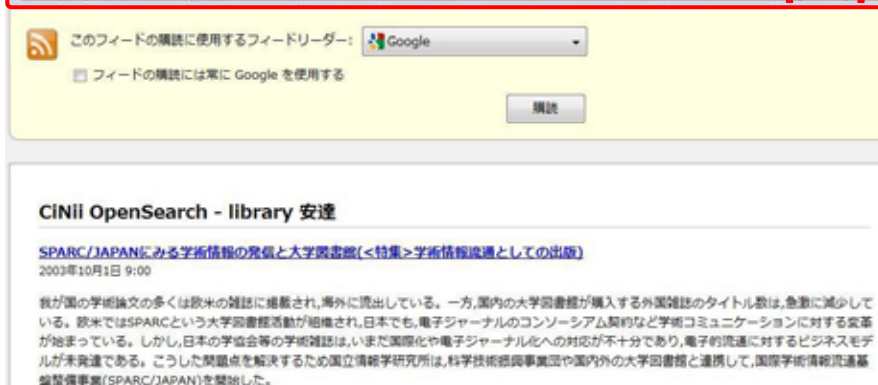 このフィードの購読に使用するフィードリーダー:
Google
フィードの購読には常に Google を使用する
購読
CiNii OpenSearch - library 安達
SPARC/JAPANにみる学術情報の発信と大学図書館(<特集>学術情報流通としての出版)
2003年10月1日 9:00
我が国の学術論文の多くは欧米の雑誌に掲載され,海外に流出している。一方,国内の大学図書館が購入する外国雑誌のタイトル数は,急激に減少して
いる。欧米ではSPARCという大学図書館活動が組織され,日本でも,電子ジャーナルのコンソーシアム契約など学術コミュニケーションに対する変革
が始まっている。しかし,日本の学協会等の学術雑誌は,いまだ国際化や電子ジャーナル化への対応が不十分であり,電子的流通に対するビジネスモデ
ルが未発達である。こうした問題点を解決するため国立情報学研究所は,科学技術振興事業団や国内外の大学図書館と連携して,国際学術情報流通基
盤整備事業(SPARC/JAPAN)を開始した。